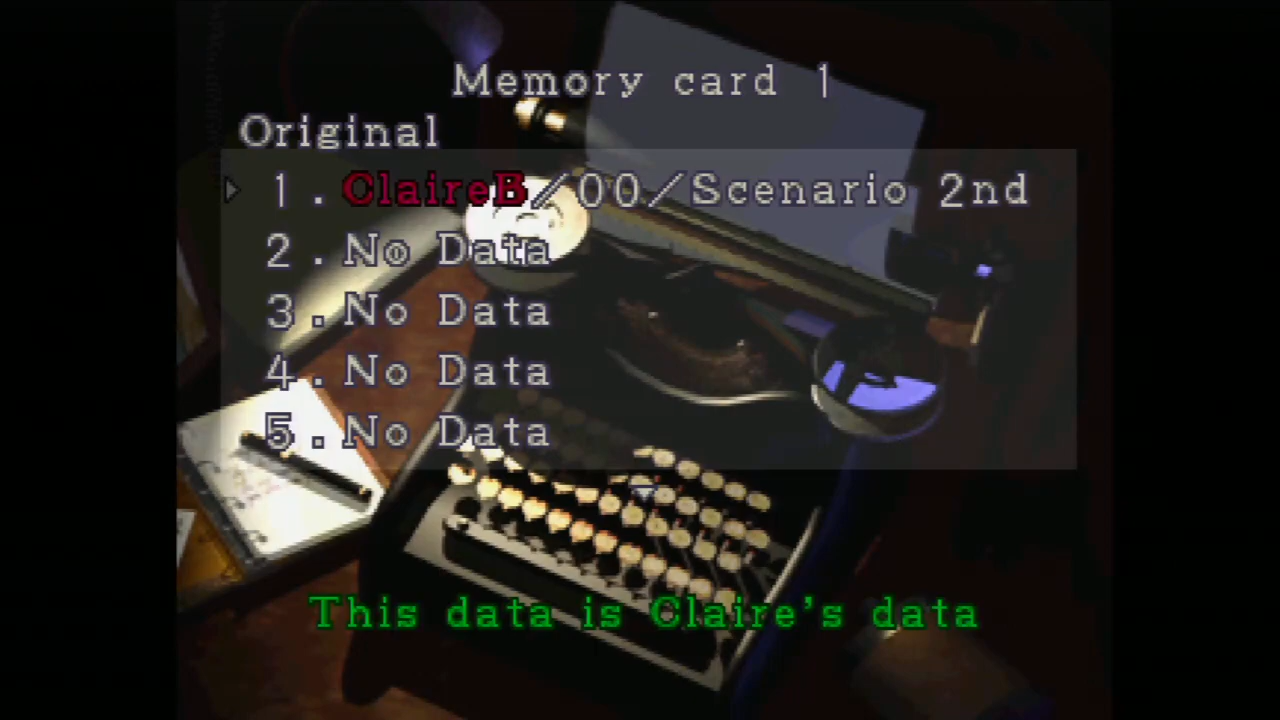 Memory card 1
Original
1.ClaireB/00/Scenario 2nd
2.No Data
3.No Data
4.No Data
5.No Data
This data is Claire's data